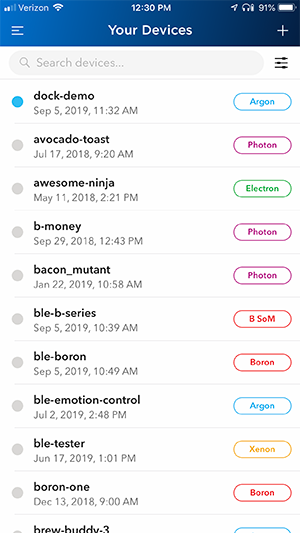 Verizon 12:30 PM 91%
Your Devices
Search devices...
dock-demo
Sep 5, 2019, 11:32 AM
Argon
avocado-toast
Jul 17, 2018, 9:20 AM
Photon
awesome-ninja
May 11, 2018, 2:21 PM
Electron
b-money
Sep 29, 2018, 12:43 PM
Photon
bacon_mutant
Jan 22, 2019, 10:58 AM
Photon
ble-b-series
Sep 5, 2019, 10:39 AM
B SoM
ble-boron
Sep 5, 2019, 10:49 AM
Boron
ble-emotion-control
Jul 2, 2019, 2:48 PM
Argon
ble-tester
Jun 17, 2019, 1:01 PM
Xenon
boron-one
Dec 13, 2018, 9:00 AM
Boron
brew-buddy-3